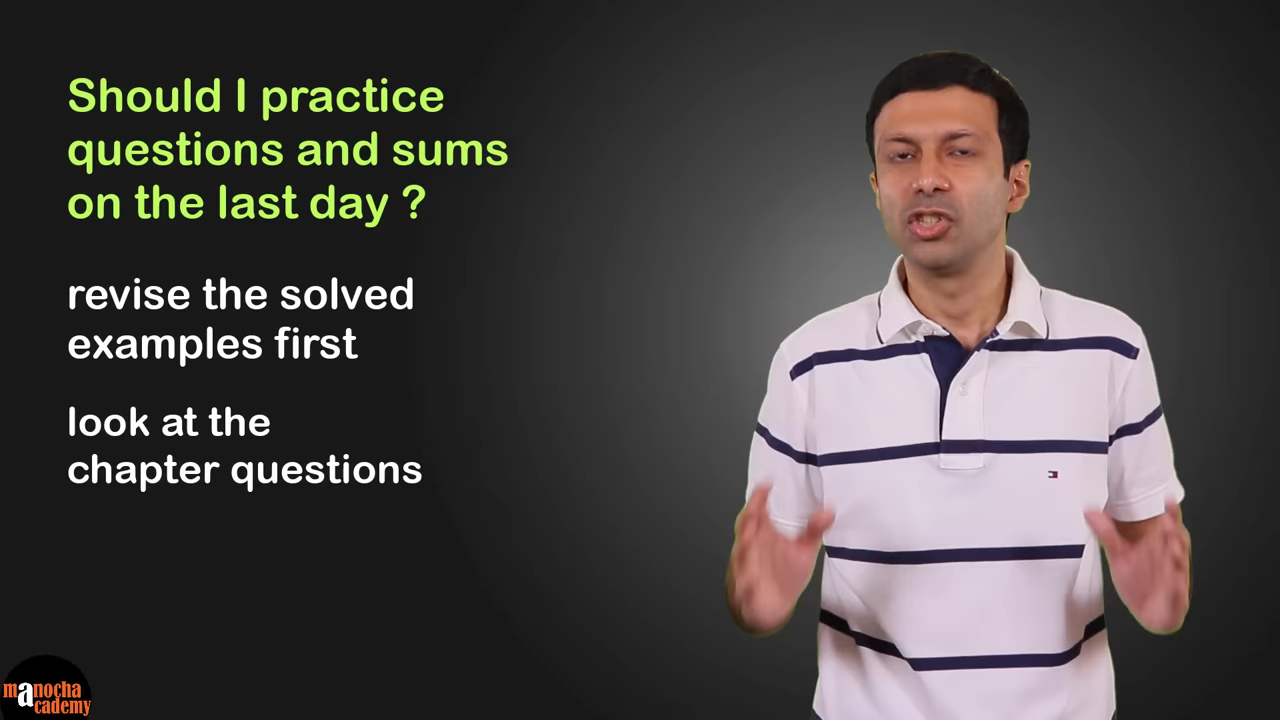 Should I practice
questions and sums
on the last day ?
revise the solved
examples first
look at the
chapter questions
manocha
academy